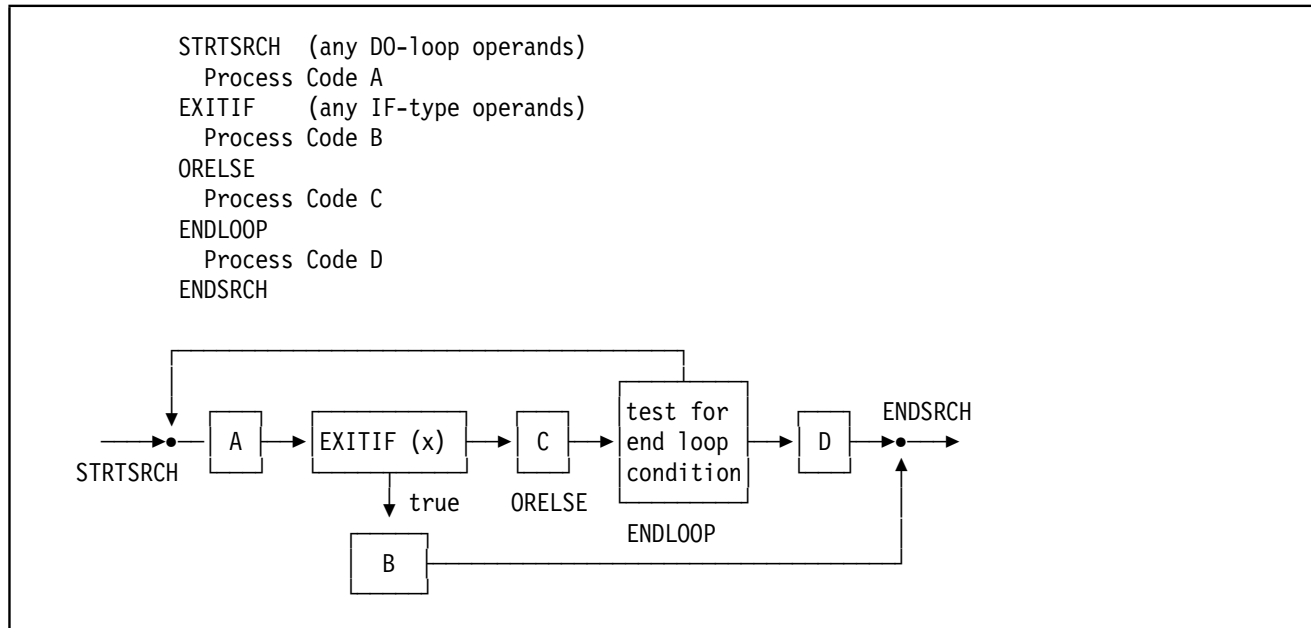 STRTSRCH (any DO-loop operands)
Process Code A
EXITIF (any IF-type operands)
Process Code B
ORELSE
Process Code C
ENDLOOP
Process Code D
ENDSRCH
A
EXITIF (x)
C
test for
end loop
condition
D
ENDSRCH
STRTSRCH
true
ORELSE
ENDLOOP
B